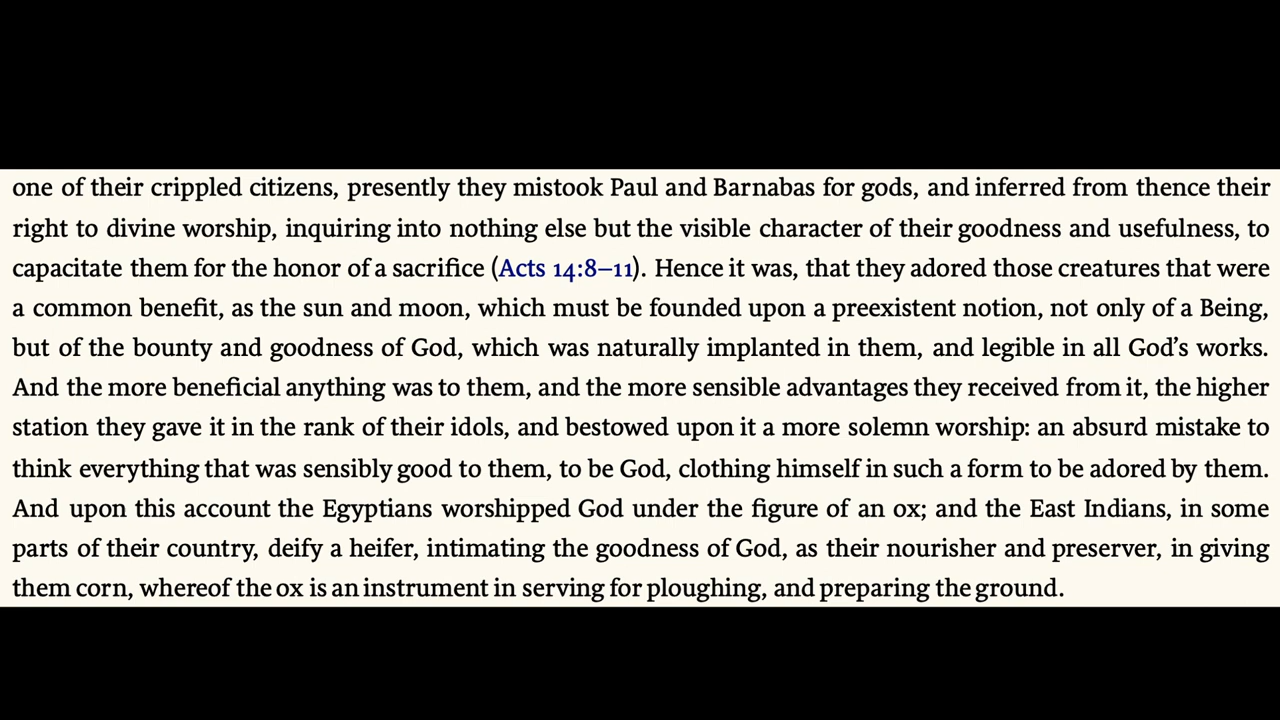 one of their crippled citizens, presently they mistook Paul and Barnabas for gods, and inferred from thence their
right to divine worship, inquiring into nothing else but the visible character of their goodness and usefulness, to
capacitate them for the honor of a sacrifice (Acts 14:8–11). Hence it was, that they adored those creatures that were
a common benefit, as the sun and moon, which must be founded upon a preexistent notion, not only of a Being,
but of the bounty and goodness of God, which was naturally implanted in them, and legible in all God’s works.
And the more beneficial anything was to them, and the more sensible advantages they received from it, the higher
station they gave it in the rank of their idols, and bestowed upon it a more solemn worship: an absurd mistake to
think everything that was sensibly good to them, to be God, clothing himself in such a form to be adored by them.
And upon this account the Egyptians worshipped God under the figure of an ox; and the East Indians, in some
parts of their country, deify a heifer, intimating the goodness of God, as their nourisher and preserver, in giving
them corn, whereof the ox is an instrument in serving for ploughing, and preparing the ground.